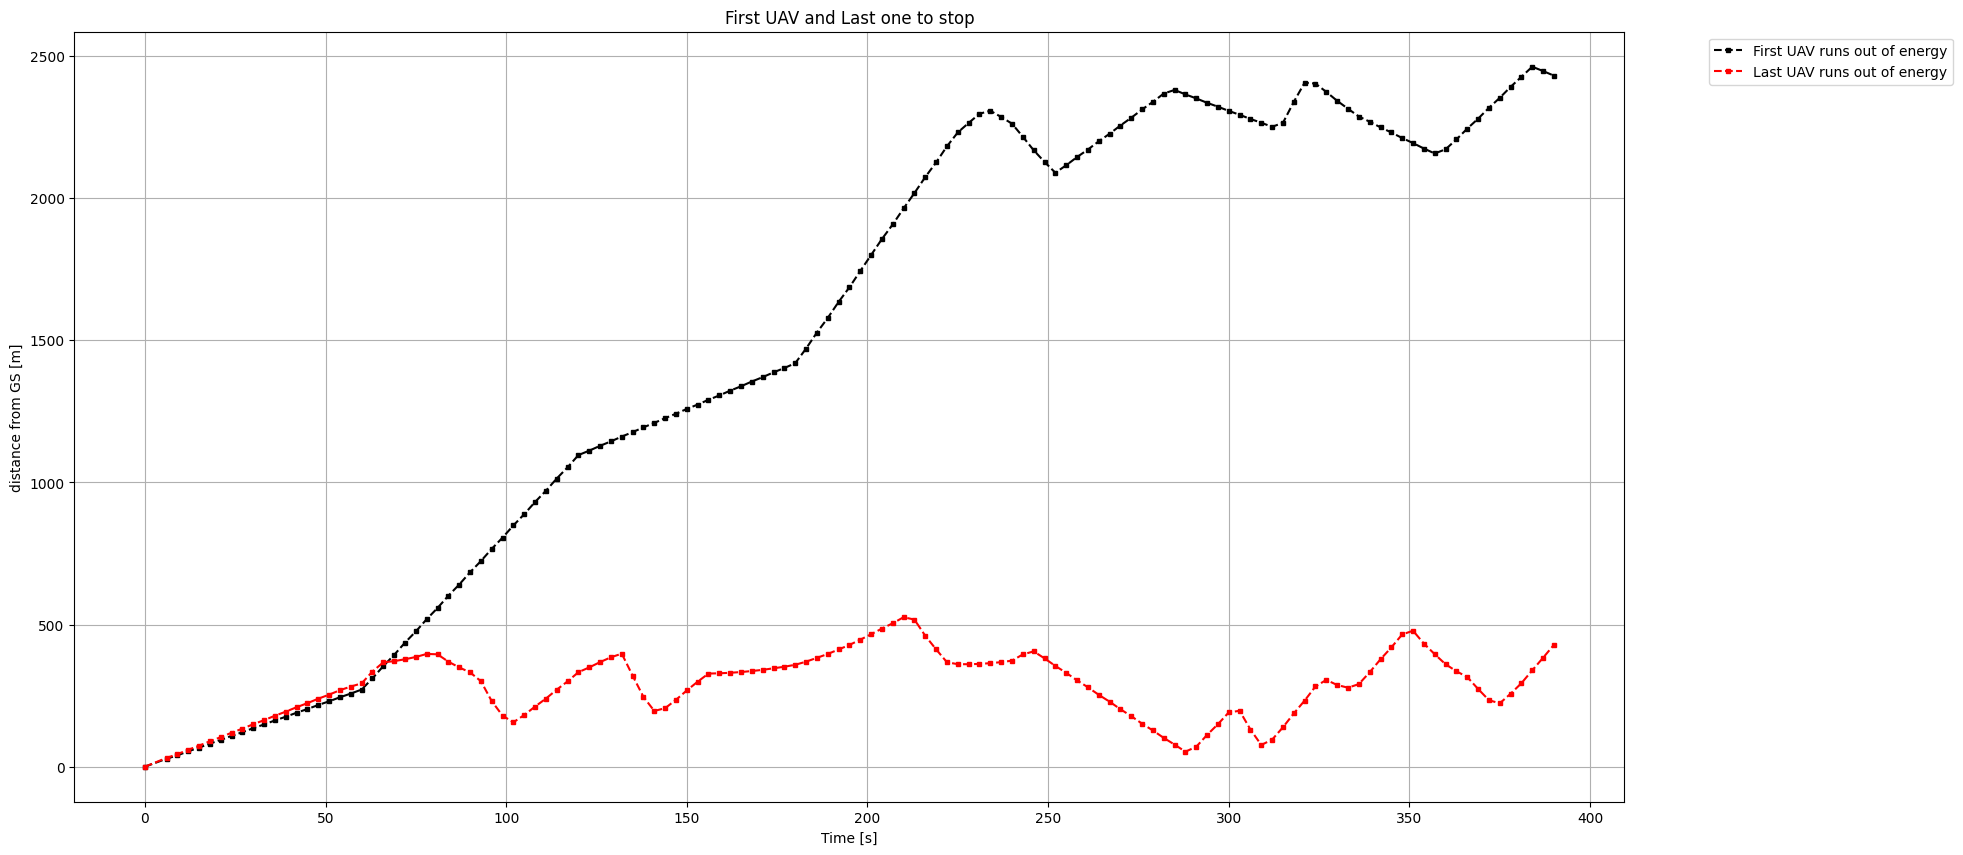 First UAV and Last one to stop
First UAV runs out of energy
Last UAV runs out of energy
distance from GS [m]
2500
2000
1500
1000
500
0
0 50 100 150 200 250 300 350 400
Time [s]